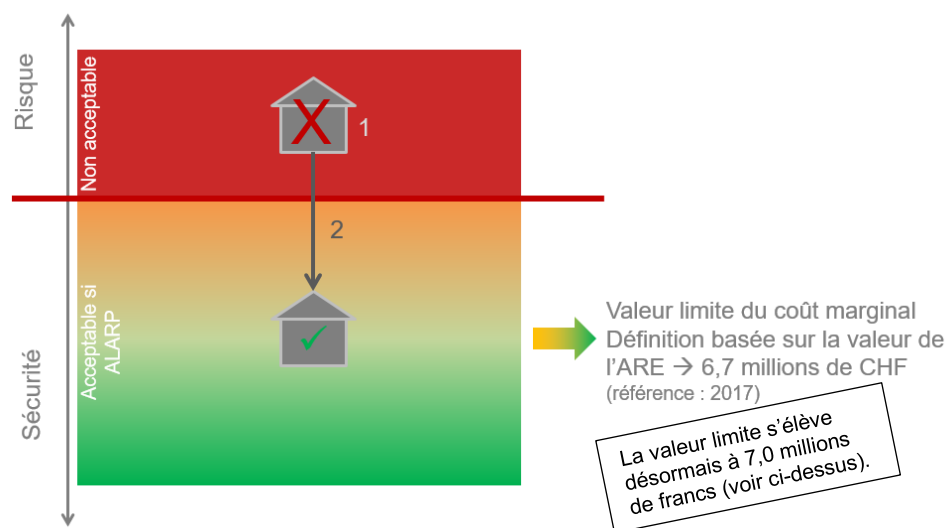 Risque
Non acceptable
X 1
2
Acceptable si
ALARP
Sécurité
Valeur limite du coût marginal
Définition basée sur la valeur de
l'ARE → 6,7 millions de CHF
(référence : 2017)
La valeur limite s'élève
désormais à 7,0 millions
de francs (voir ci-dessus).